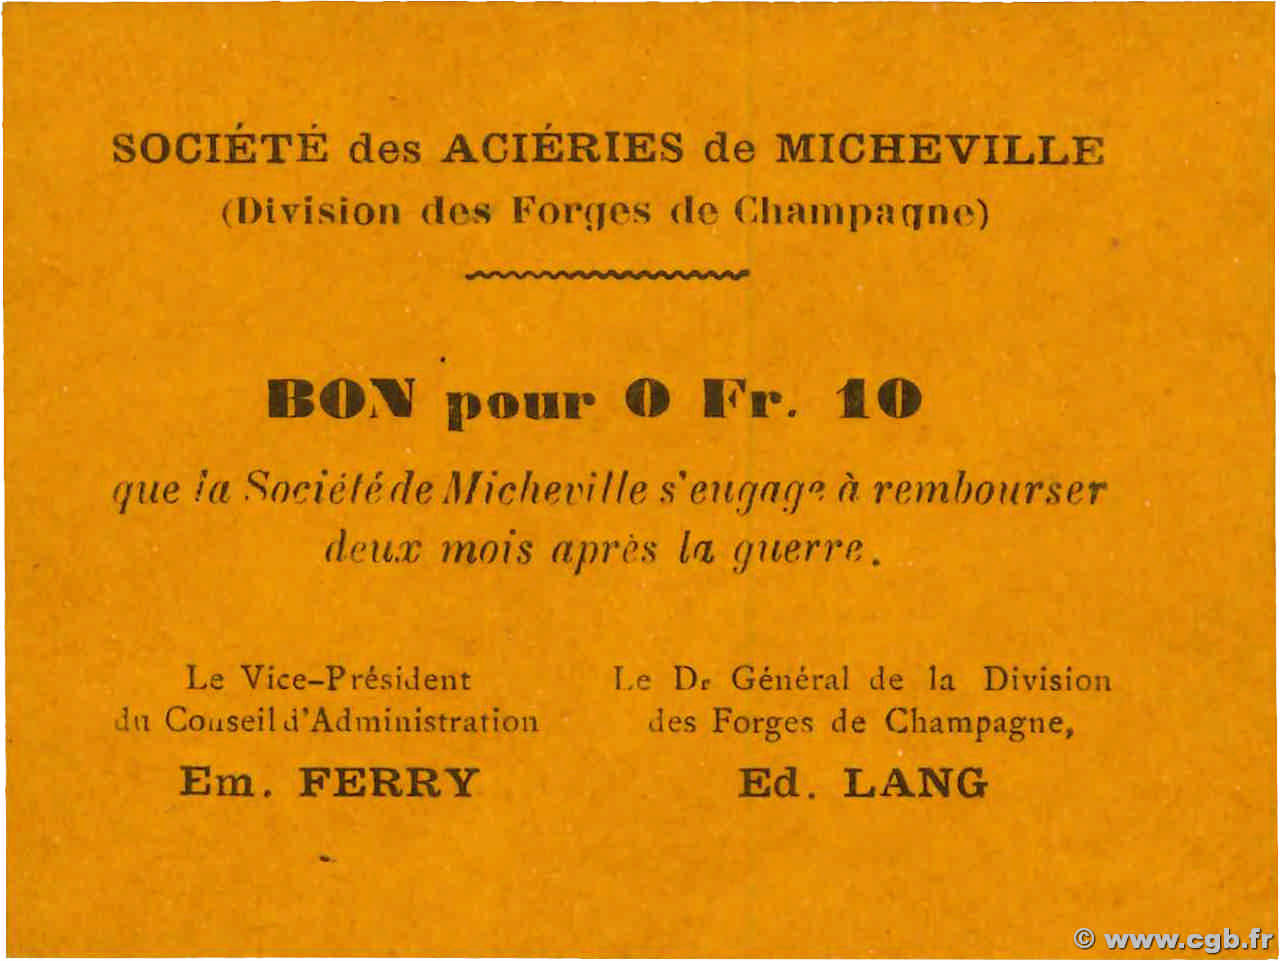 SOCIÉTÉ des ACIÉRIES de MICHEVILLE
(Division des Forges de Champagne)
BON pour 0 Fr. 10
que la Société de Micheville s'engage à rembourser
deux mois après la guerre.
Le Vice-Président
du Conseil d'Administration
Em. FERRY
Le Dr Général de la Division
des Forges de Champagne,
Ed. LANG
© www.cgb.fr